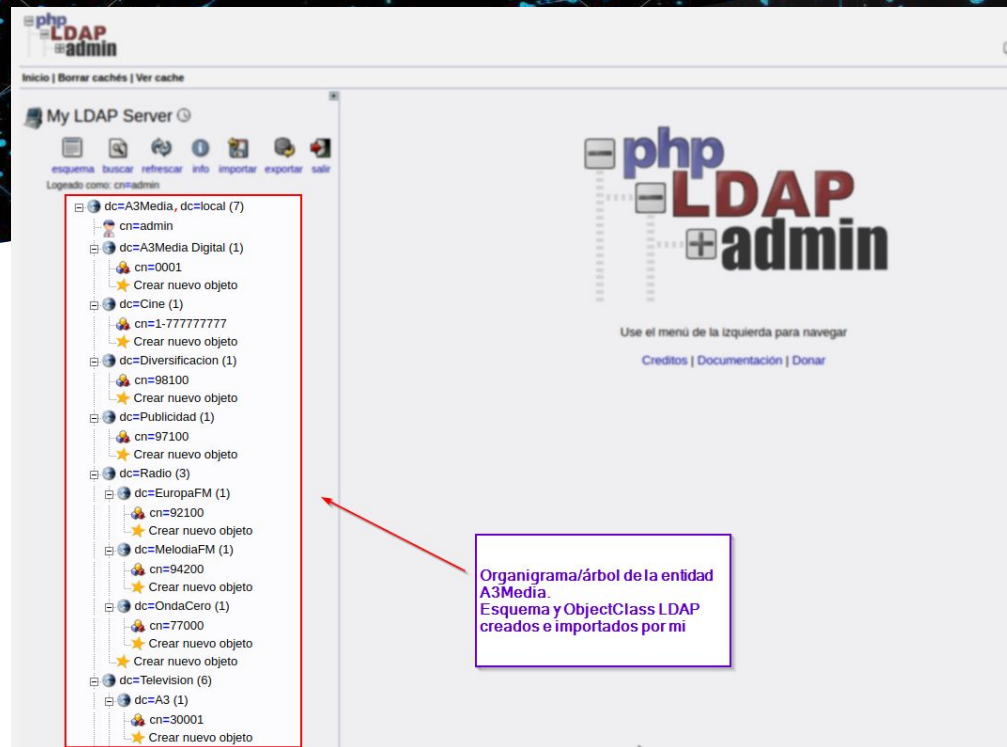 php
LDAP
admin
Inicio | Borrar cachés | Ver cache
My LDAP Server
esquema buscar refrescar info importar exportar salir
Logeado como: cn=admin
dc=A3Media,dc=local (7)
cn=admin
dc=A3Media Digital (1)
cn=0001
Crear nuevo objeto
dc=Cine (1)
cn=1-777777777
Crear nuevo objeto
dc=Diversificacion (1)
cn=98100
Crear nuevo objeto
dc=Publicidad (1)
cn=97100
Crear nuevo objeto
dc=Radio (3)
dc=EuropaFM (1)
cn=92100
Crear nuevo objeto
dc=MelodiaFM (1)
cn=94200
Crear nuevo objeto
dc=OndaCero (1)
cn=77000
Crear nuevo objeto
Crear nuevo objeto
dc=Television (6)
dc=A3 (1)
cn=30001
Crear nuevo objeto
php
LDAP
admin
Use el menú de la izquierda para navegar
Creditos | Documentación | Donar
Organigrama/árbol de la entidad
A3Media.
Esquema y ObjectClass LDAP
creados e importados por mi